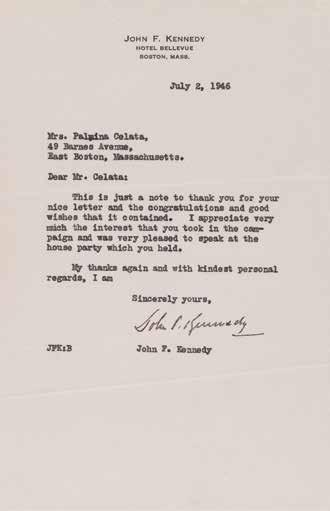 JOHN F. KENNEDY
HOTEL BELLEVUE
BOSTON, MASS.
July 2, 1946
Mrs. Palmina Celata,
49 Barnes Avenue,
East Boston, Massachusetts.
Dear Mr. Celata:
This is just a note to thank you for your
nice letter and the congratulations and good
wishes that it contained. I appreciate very
much the interest that you took in the cam-
paign and was very pleased to speak at the
house party which you held.
My thanks again and with kindest personal
regards, I am
Sincerely yours,
John F. Kennedy
JFK:B John F. Kennedy